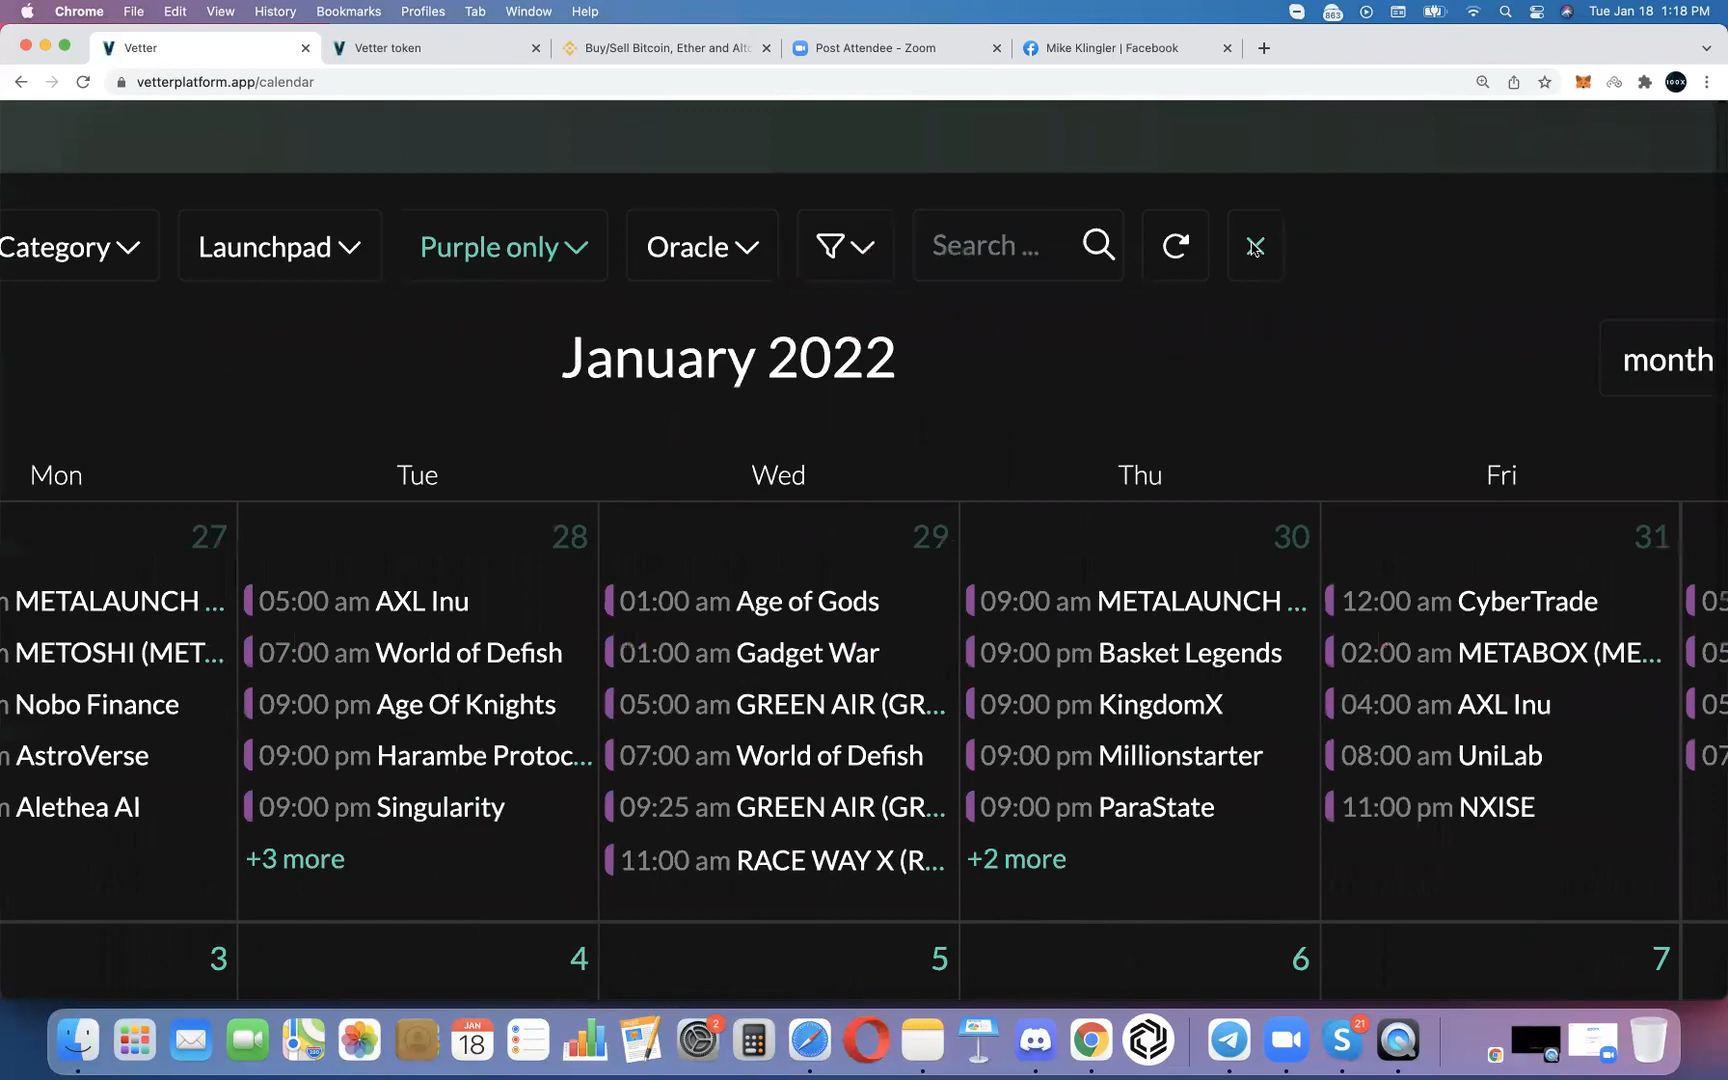 Chrome File Edit View History Bookmarks Profiles Tab Window Help 863 Tue Jan 18 1:18 PM
Vetter Vetter token Buy/Sell Bitcoin, Ether and Altc Post Attendee - Zoom Mike Klingler | Facebook
vetterplatform.app/calendar 100X
Category Launchpad Purple only Oracle Search ...
January 2022
month
Mon Tue Wed Thu Fri
27 28 29 30 31
METALAUNCH ... 05:00 am AXL Inu 01:00 am Age of Gods 09:00 am METALAUNCH ... 12:00 am CyberTrade 05
METOSHI (MET... 07:00 am World of Defish 01:00 am Gadget War 09:00 pm Basket Legends 02:00 am METABOX (ME... 05
Nobo Finance 09:00 pm Age Of Knights 05:00 am GREEN AIR (GR... 09:00 pm KingdomX 04:00 am AXL Inu 05
AstroVerse 09:00 pm Harambe Protoc... 07:00 am World of Defish 09:00 pm Millionstarter 08:00 am UniLab 07
Alethea AI 09:00 pm Singularity 09:25 am GREEN AIR (GR... 09:00 pm ParaState 11:00 pm NXISE
+3 more 11:00 am RACE WAY X (R... +2 more
3 4 5 6 7
JAN 18 2 21